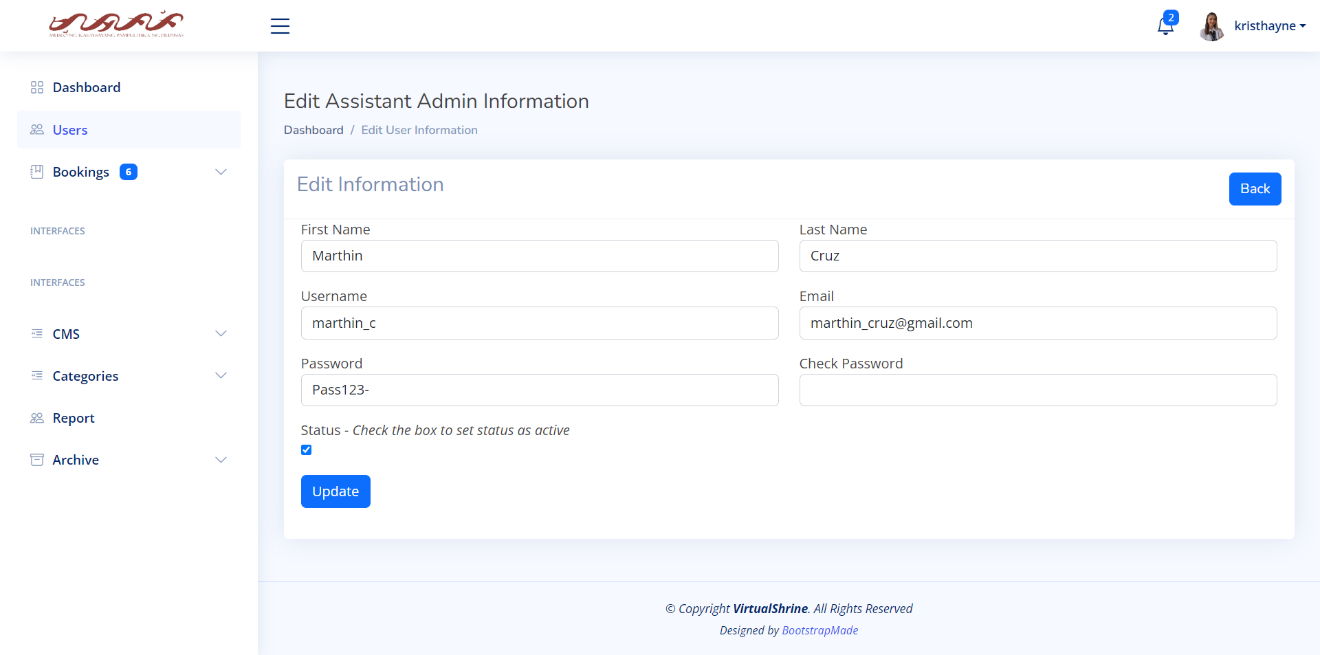 2
kristhayne
Dashboard
Users
Bookings 6
INTERFACES
INTERFACES
CMS
Categories
Report
Archive
Edit Assistant Admin Information
Dashboard / Edit User Information
Edit Information
Back
First Name
Last Name
Marthin
Cruz
Username
Email
marthin_c
marthin_cruz@gmail.com
Password
Check Password
Pass123-
Status - Check the box to set status as active
Update
© Copyright VirtualShrine. All Rights Reserved
Designed by BootstrapMade